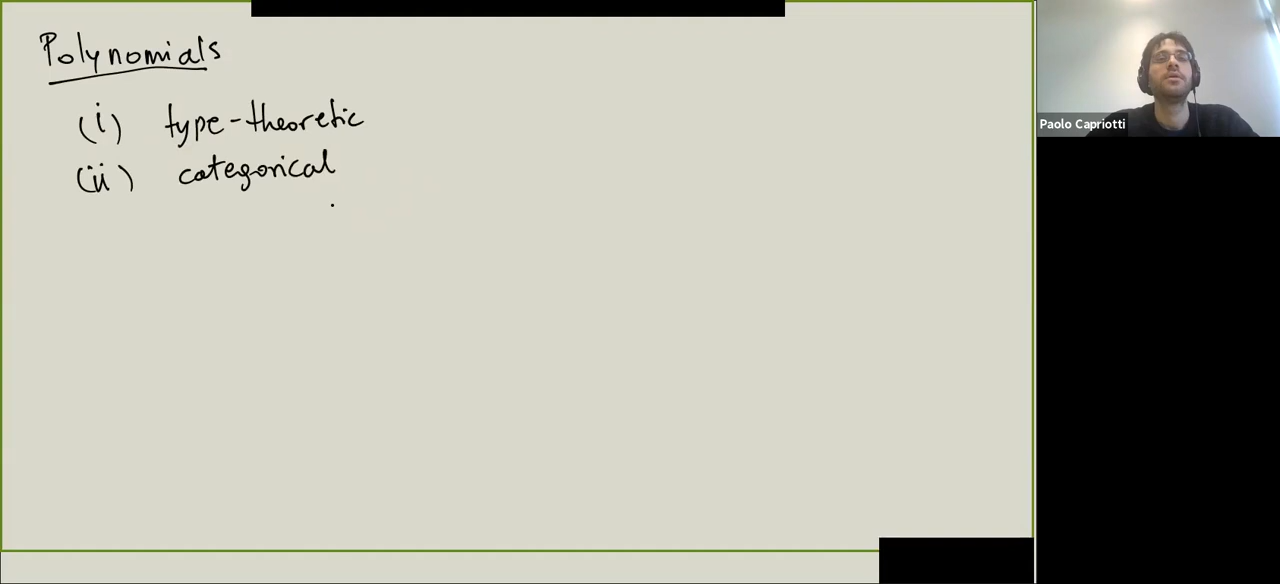 Polynomials
(i) type-theoretic
(ii) categorical
Paolo Capriotti